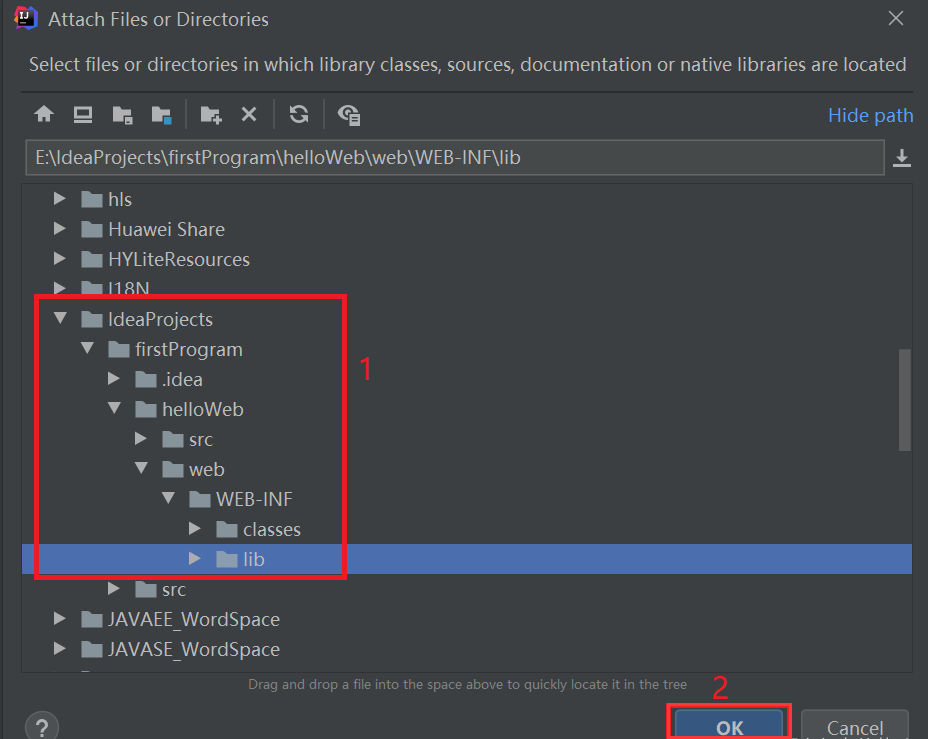 Attach Files or Directories
Select files or directories in which library classes, sources, documentation or native libraries are located
Hide path
E:\IdeaProjects\firstProgram\helloWeb\web\WEB-INF\lib
hls
Huawei Share
HYLiteResources
I18N
IdeaProjects
firstProgram
1
.idea
helloWeb
src
web
WEB-INF
classes
lib
src
JAVAEE_WordSpace
JAVASE_WordSpace
Drag and drop a file into the space above to quickly locate it in the tree
2
?
OK
Cancel